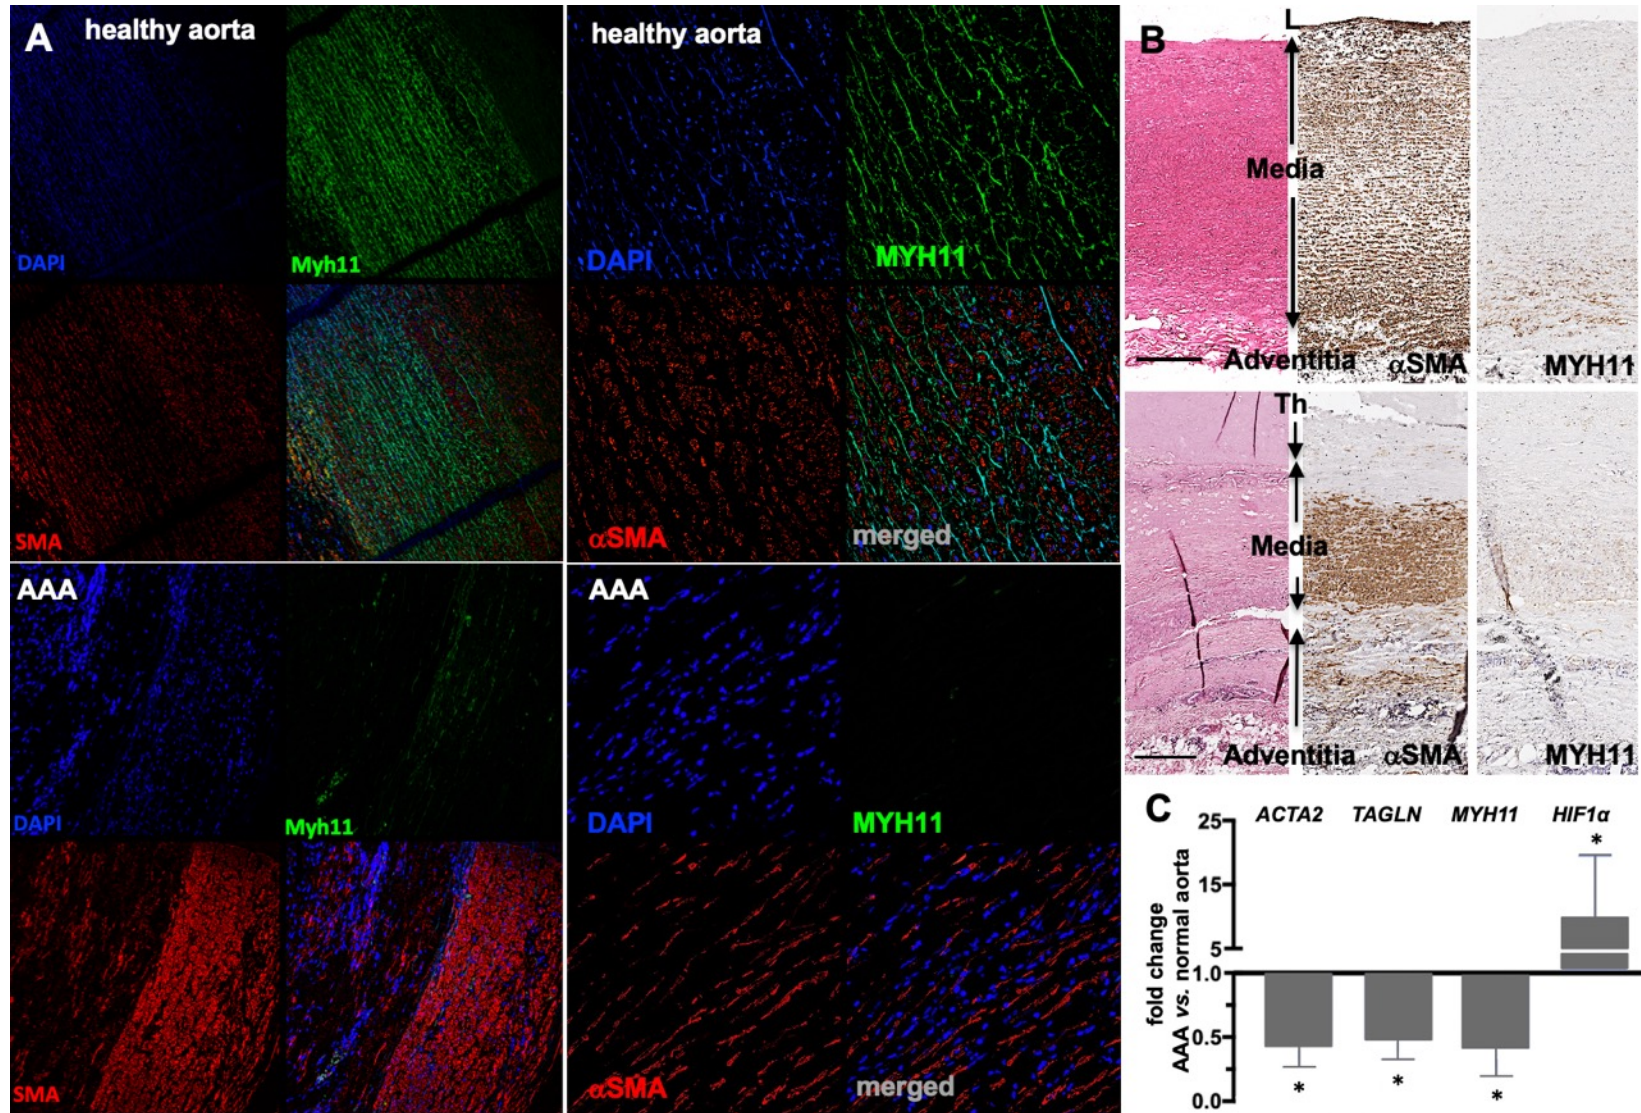 A
healthy aorta
DAPI
Myh11
SMA
healthy aorta
DAPI
MYH11
αSMA
merged
AAA
DAPI
Myh11
SMA
AAA
DAPI
MYH11
αSMA
merged
B
L
Media
Adventitia
αSMA
MYH11
Th
Media
Adventitia
αSMA
MYH11
C
ACTA2 TAGLN MYH11 HIF1α
fold change
AAA vs. normal aorta
25
15
5
1.0
0.5
0.0
*
*
*
*